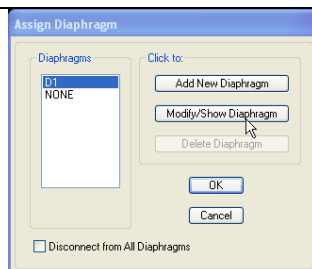 Assign Diaphragm
Diaphragms
D1
NONE
Click to:
Add New Diaphragm
Modify/Show Diaphragm
Delete Diaphragm
OK
Cancel
Disconnect from All Diaphragms